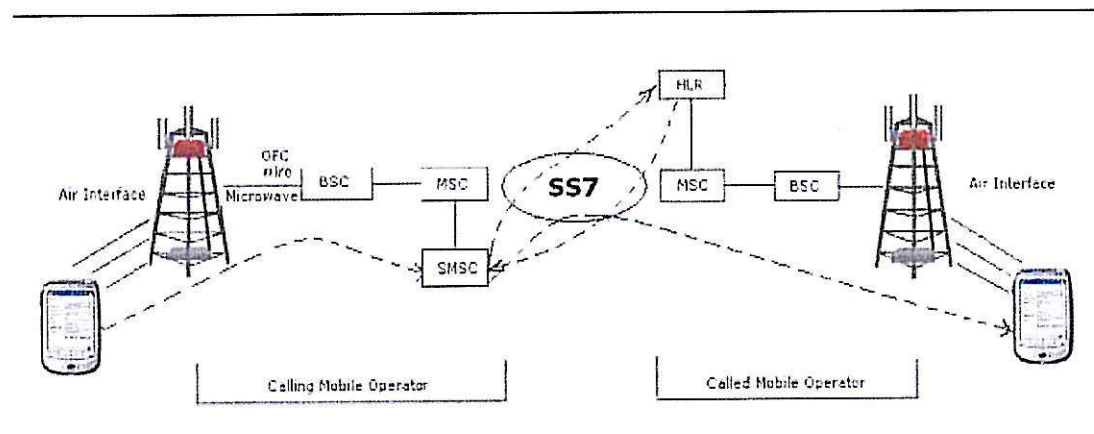 HLR
OFC
wire
Air Interface
BSC
MSC
SS7
MSC
BSC
Air Interface
Microwave
SMSC
Calling Mobile Operator
Called Mobile Operator